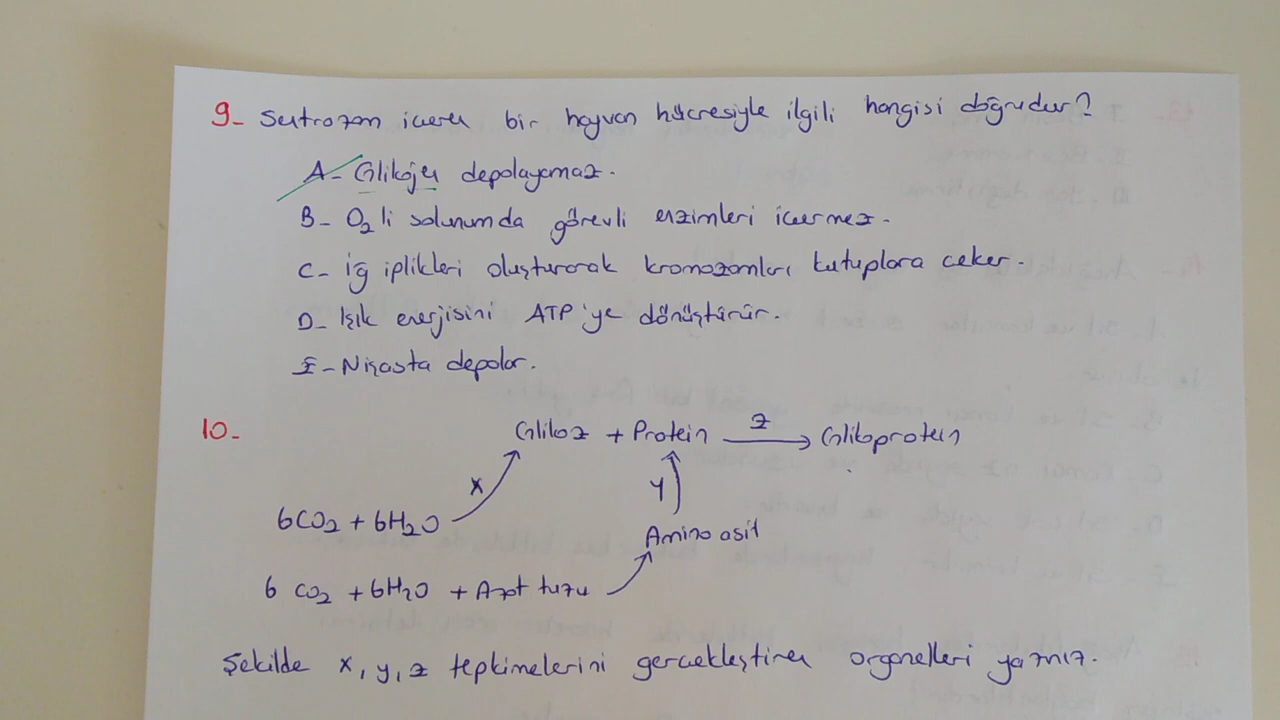 9- Sentrozom içeren bir hayvan hücresiyle ilgili hangisi doğrudur?
A- Glikojen depolayamaz.
B- O2 li solunumda görevli enzimleri içermez.
C- İğ iplikleri oluşturarak kromozomları kutuplara çeker.
D- Işık enerjisini ATP'ye dönüştürür.
E- Nişasta depolar.
10-
Glikoz + Protein z → Glikoprotein
x
y
6CO2 + 6H2O
Amino asit
6 CO2 + 6H2O + Azot tuzu
Şekilde x, y, z tepkimelerini gerçekleştiren organelleri yazınız.